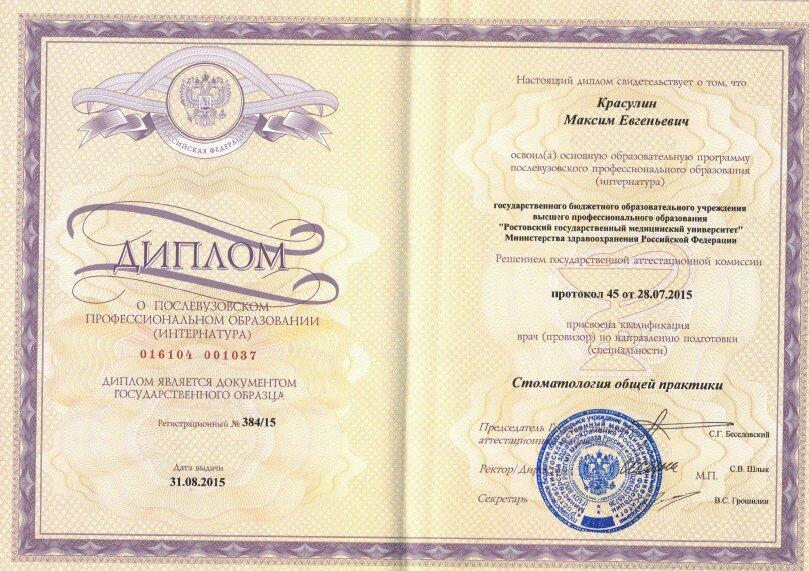 РОССИЙСКАЯ ФЕДЕРАЦИЯ
ДИПЛОМ
О ПОСЛЕВУЗОВСКОМ
ПРОФЕССИОНАЛЬНОМ ОБРАЗОВАНИИ
(ИНТЕРНАТУРА)
016104 001037
ДИПЛОМ ЯВЛЯЕТСЯ ДОКУМЕНТОМ
ГОСУДАРСТВЕННОГО ОБРАЗЦА
Регистрационный № 384/15
Дата выдачи
31.08.2015
Настоящий диплом свидетельствует о том, что
Красулин
Максим Евгеньевич
освоил(а) основную образовательную программу
послевузовского профессионального образования
(интернатура)
государственного бюджетного образовательного учреждения
высшего профессионального образования
"Ростовский государственный медицинский университет"
Министерства здравоохранения Российской Федерации
Решением государственной аттестационной комиссии
протокол 45 от 28.07.2015
присвоена квалификация
врач (провизор) по направлению подготовки
(специальности)
Стоматология общей практики
Председатель
аттестационн
С.Г. Беседовский
Ректор/
М.П.
С.В. Шлык
Секретарь
В.С. Грошилин